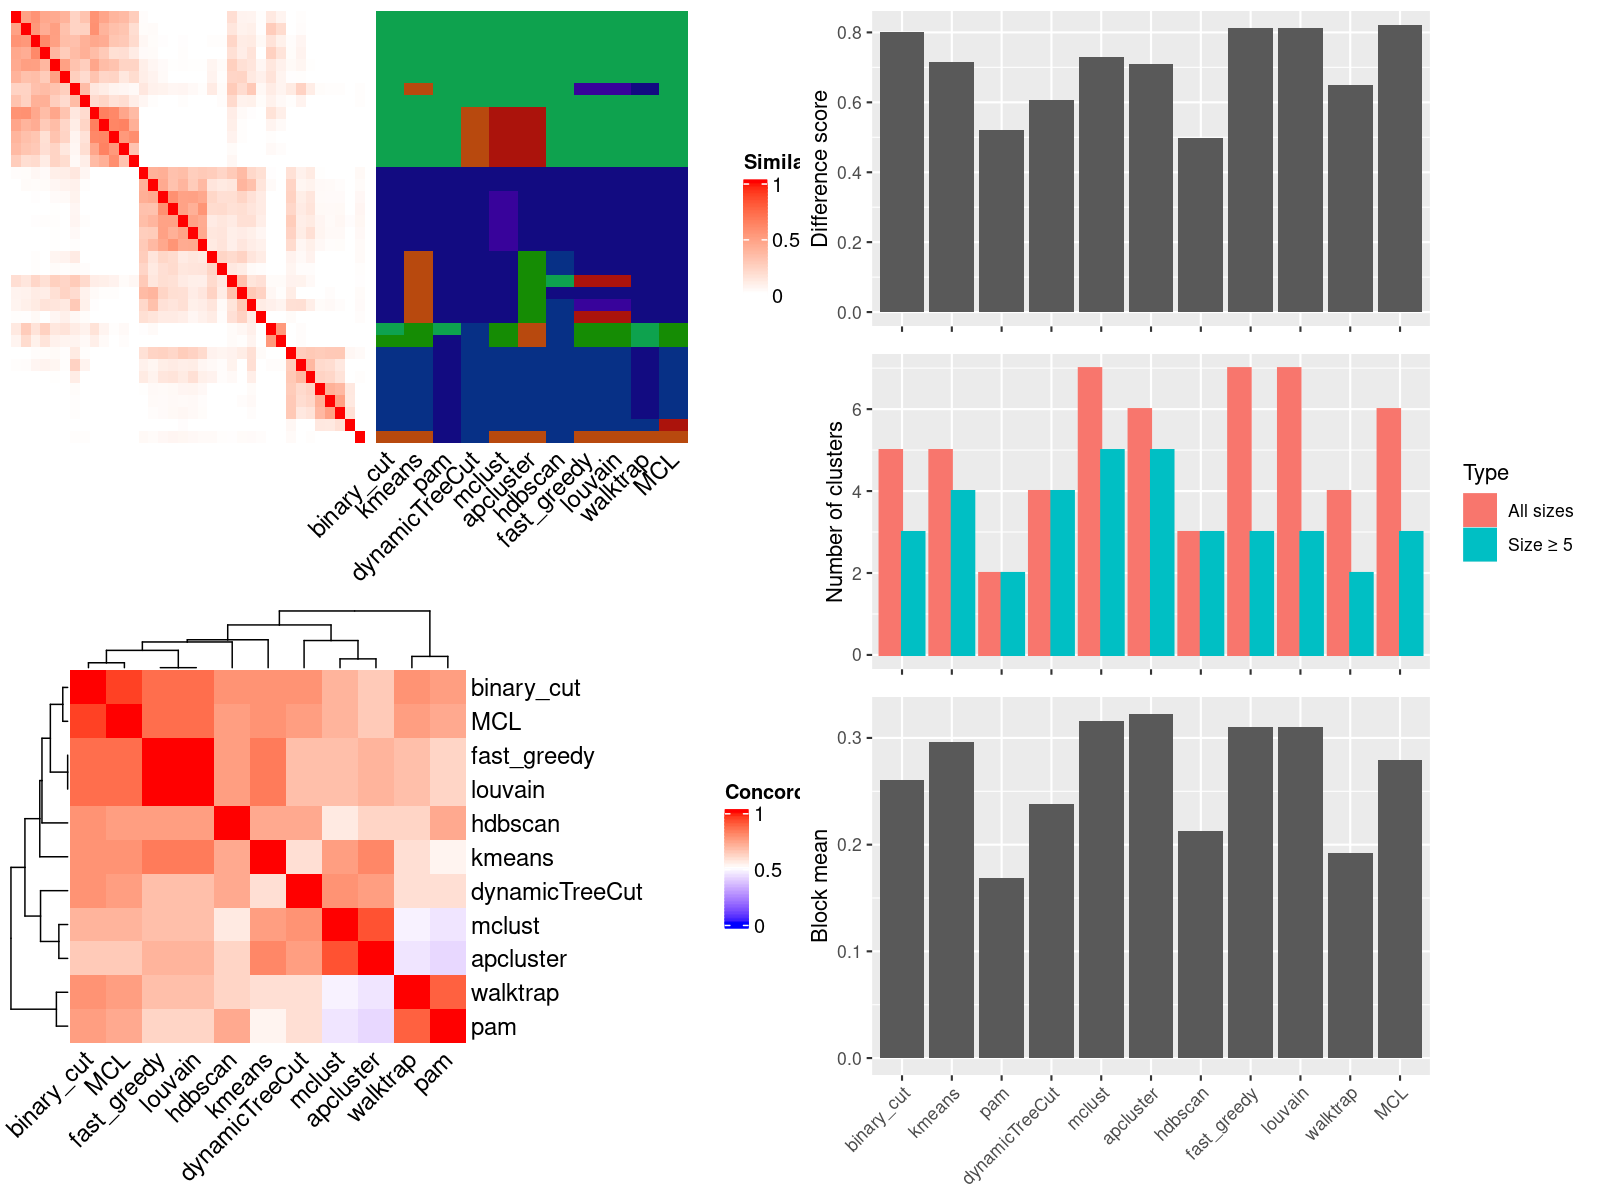 Simila
1
0.5
0
binary_cut
kmeans
pam
dynamicTreeCut
mclust
apcluster
hdbscan
fast_greedy
louvain
walktrap
MCL
binary_cut
MCL
fast_greedy
louvain
hdbscan
kmeans
dynamicTreeCut
mclust
apcluster
walktrap
pam
Concord
1
0.5
0
binary_cut
MCL
fast_greedy
louvain
hdbscan
kmeans
dynamicTreeCut
mclust
apcluster
walktrap
pam
Difference score
0.8
0.6
0.4
0.2
0.0
Number of clusters
6
4
2
0
Type
All sizes
Size ≥ 5
Block mean
0.3
0.2
0.1
0.0
binary_cut
kmeans
pam
dynamicTreeCut
mclust
apcluster
hdbscan
fast_greedy
louvain
walktrap
MCL